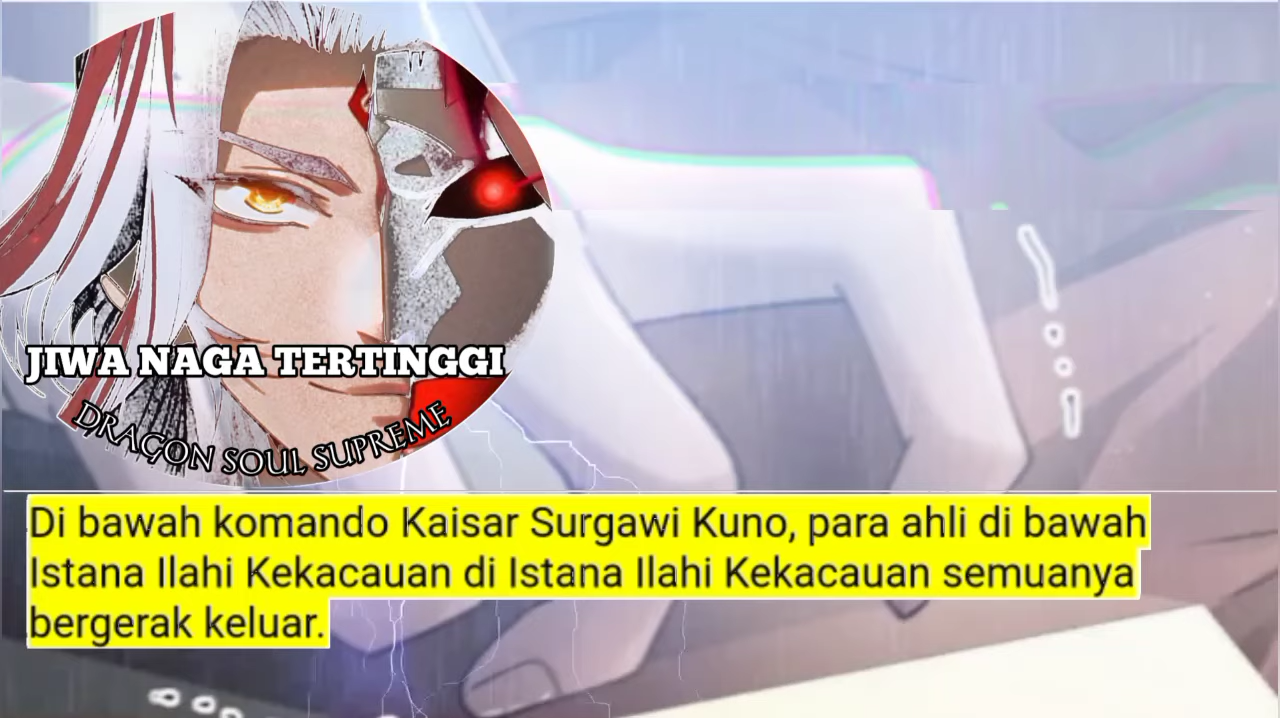 JIWA NAGA TERTINGGI
DRAGON SOUL SUPREME
Di bawah komando Kaisar Surgawi Kuno, para ahli di bawah
Istana Ilahi Kekacauan di Istana Ilahi Kekacauan semuanya
bergerak keluar.